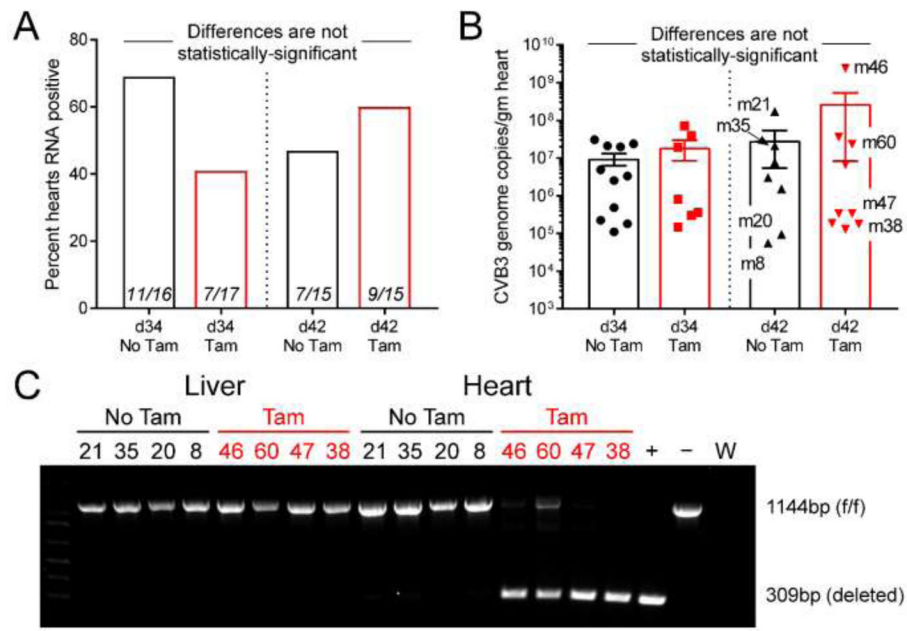 A
Differences are not
statistically-significant
Percent hearts RNA positive
80
60
40
20
0
11/16
7/17
7/15
9/15
d34
No Tam
d34
Tam
d42
No Tam
d42
Tam
B
Differences are not
statistically-significant
CVB3 genome copies/gm heart
10^10
10^9
10^8
10^7
10^6
10^5
10^4
10^3
m46
m21
m35
m60
m47
m20
m38
m8
d34
No Tam
d34
Tam
d42
No Tam
d42
Tam
C
Liver Heart
No Tam Tam No Tam Tam
21 35 20 8 46 60 47 38 21 35 20 8 46 60 47 38 + − W
1144bp (f/f)
309bp (deleted)